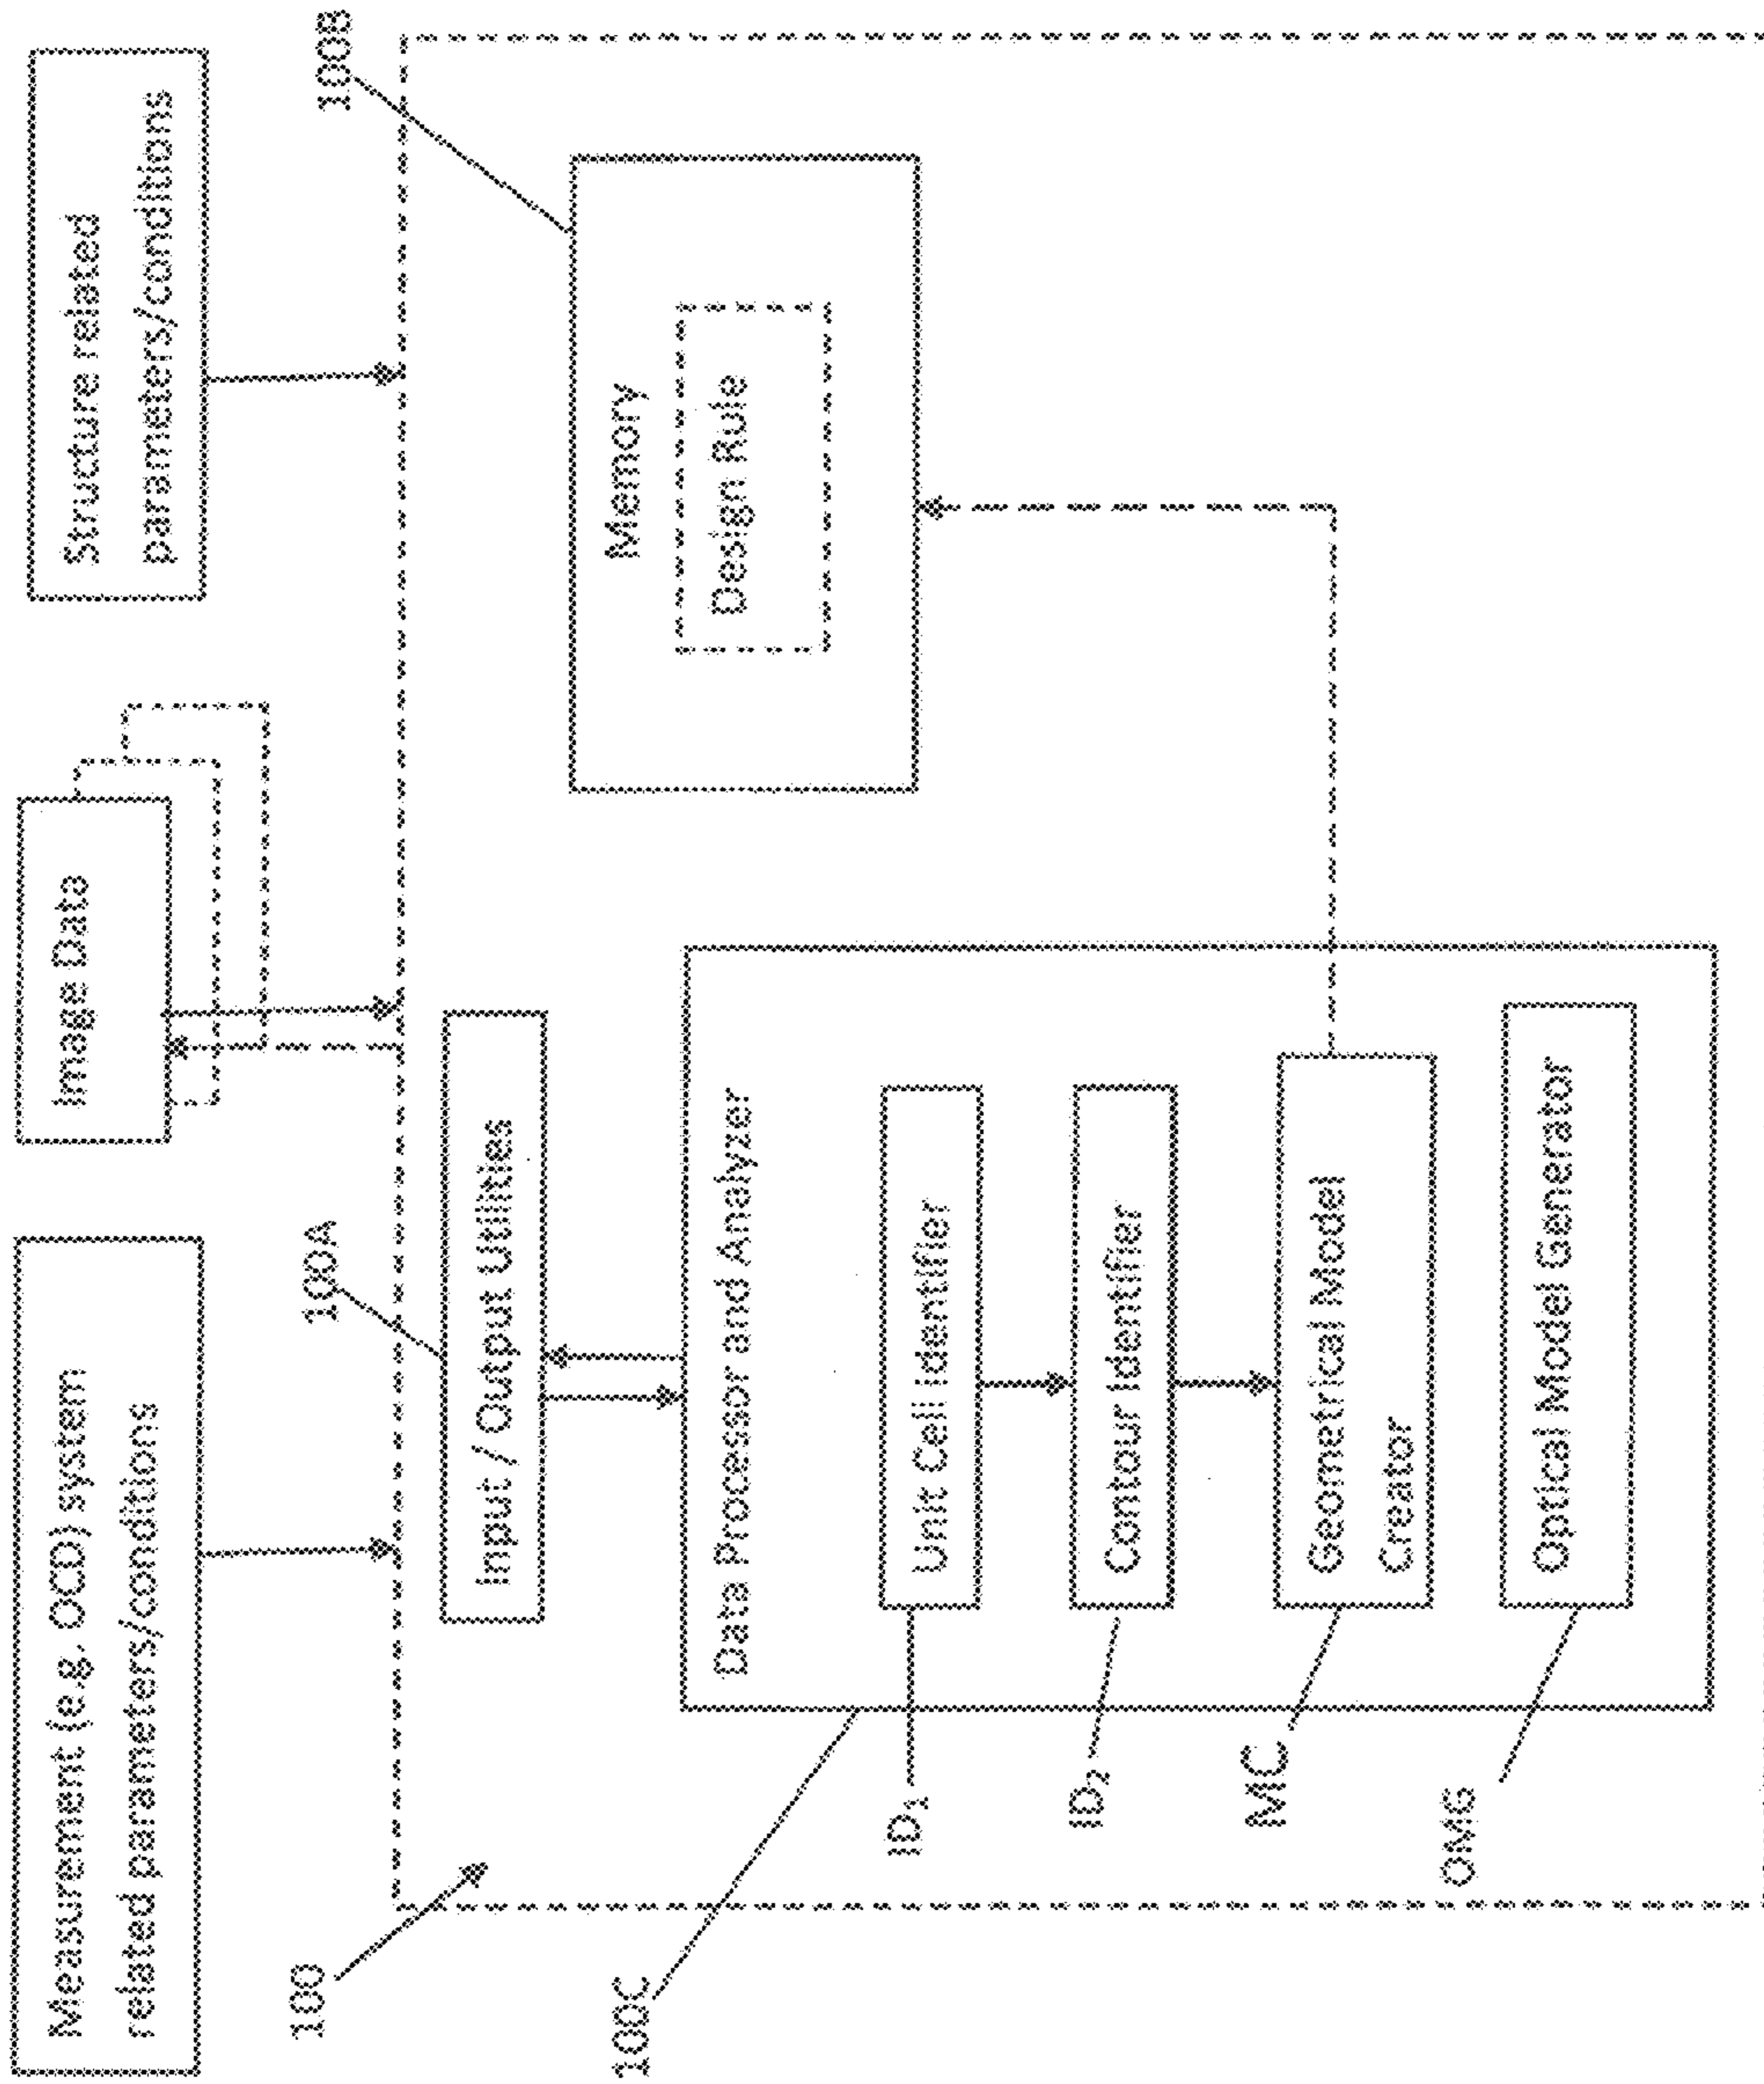 Measurement (e.g. OCD) system
related parameters/conditions
Image Data
Structure related
parameters/conditions
100
100A
100B
Input / Output Utilities
Memory
Design Rule
100C
Data Processor and Analyzer
ID1
Unit Cell Identifier
ID2
Contour Identifier
MC
Geometrical Model
Creator
OMG
Optical Model Generator